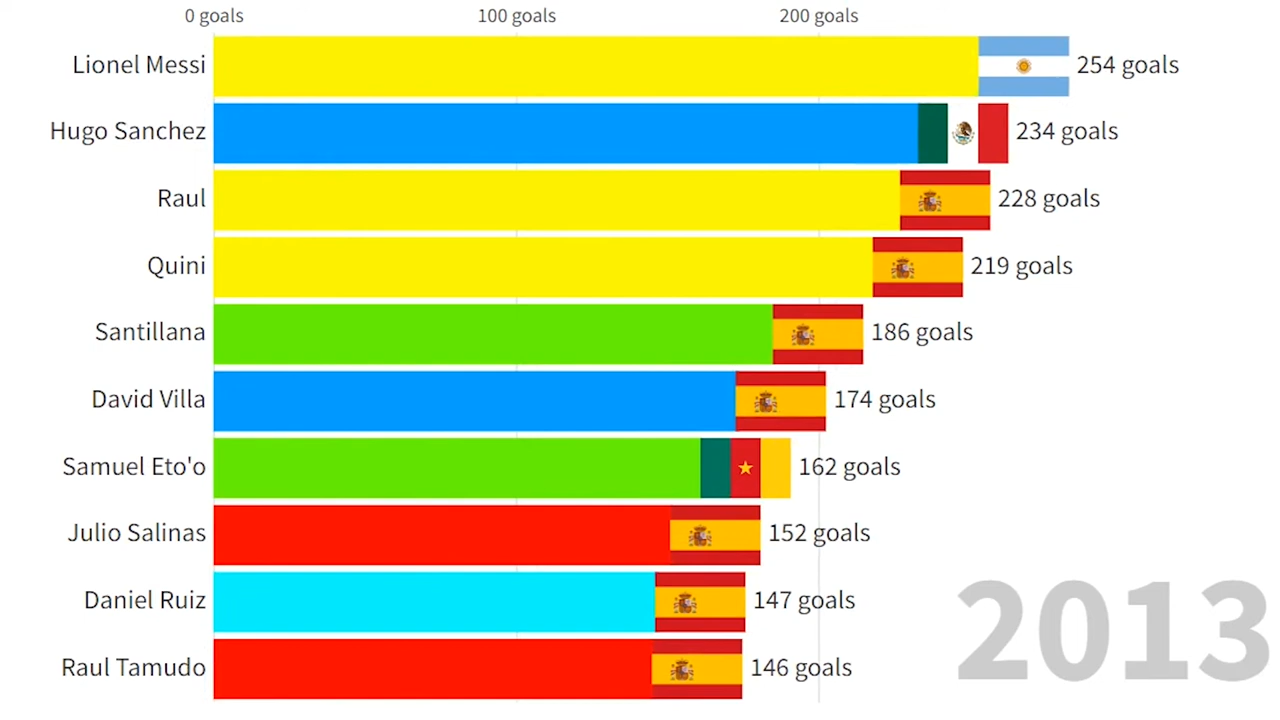 0 goals 100 goals 200 goals
Lionel Messi 254 goals
Hugo Sanchez 234 goals
Raul 228 goals
Quini 219 goals
Santillana 186 goals
David Villa 174 goals
Samuel Eto'o 162 goals
Julio Salinas 152 goals
Daniel Ruiz 147 goals
Raul Tamudo 146 goals
2013